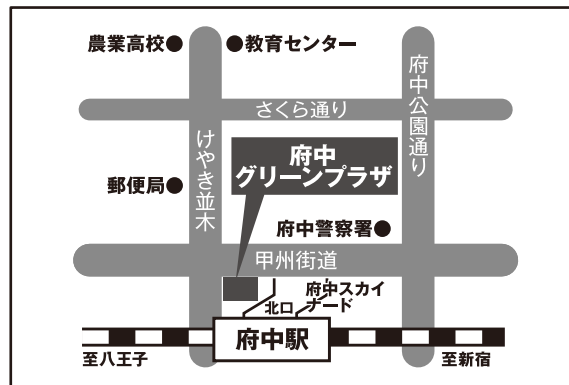 農業高校●
●教育センター
さくら通り
府中公園通り
けやき並木
府中
グリーンプラザ
郵便局●
府中警察署●
甲州街道
府中スカイ
ナード
北口
府中駅
至八王子
至新宿